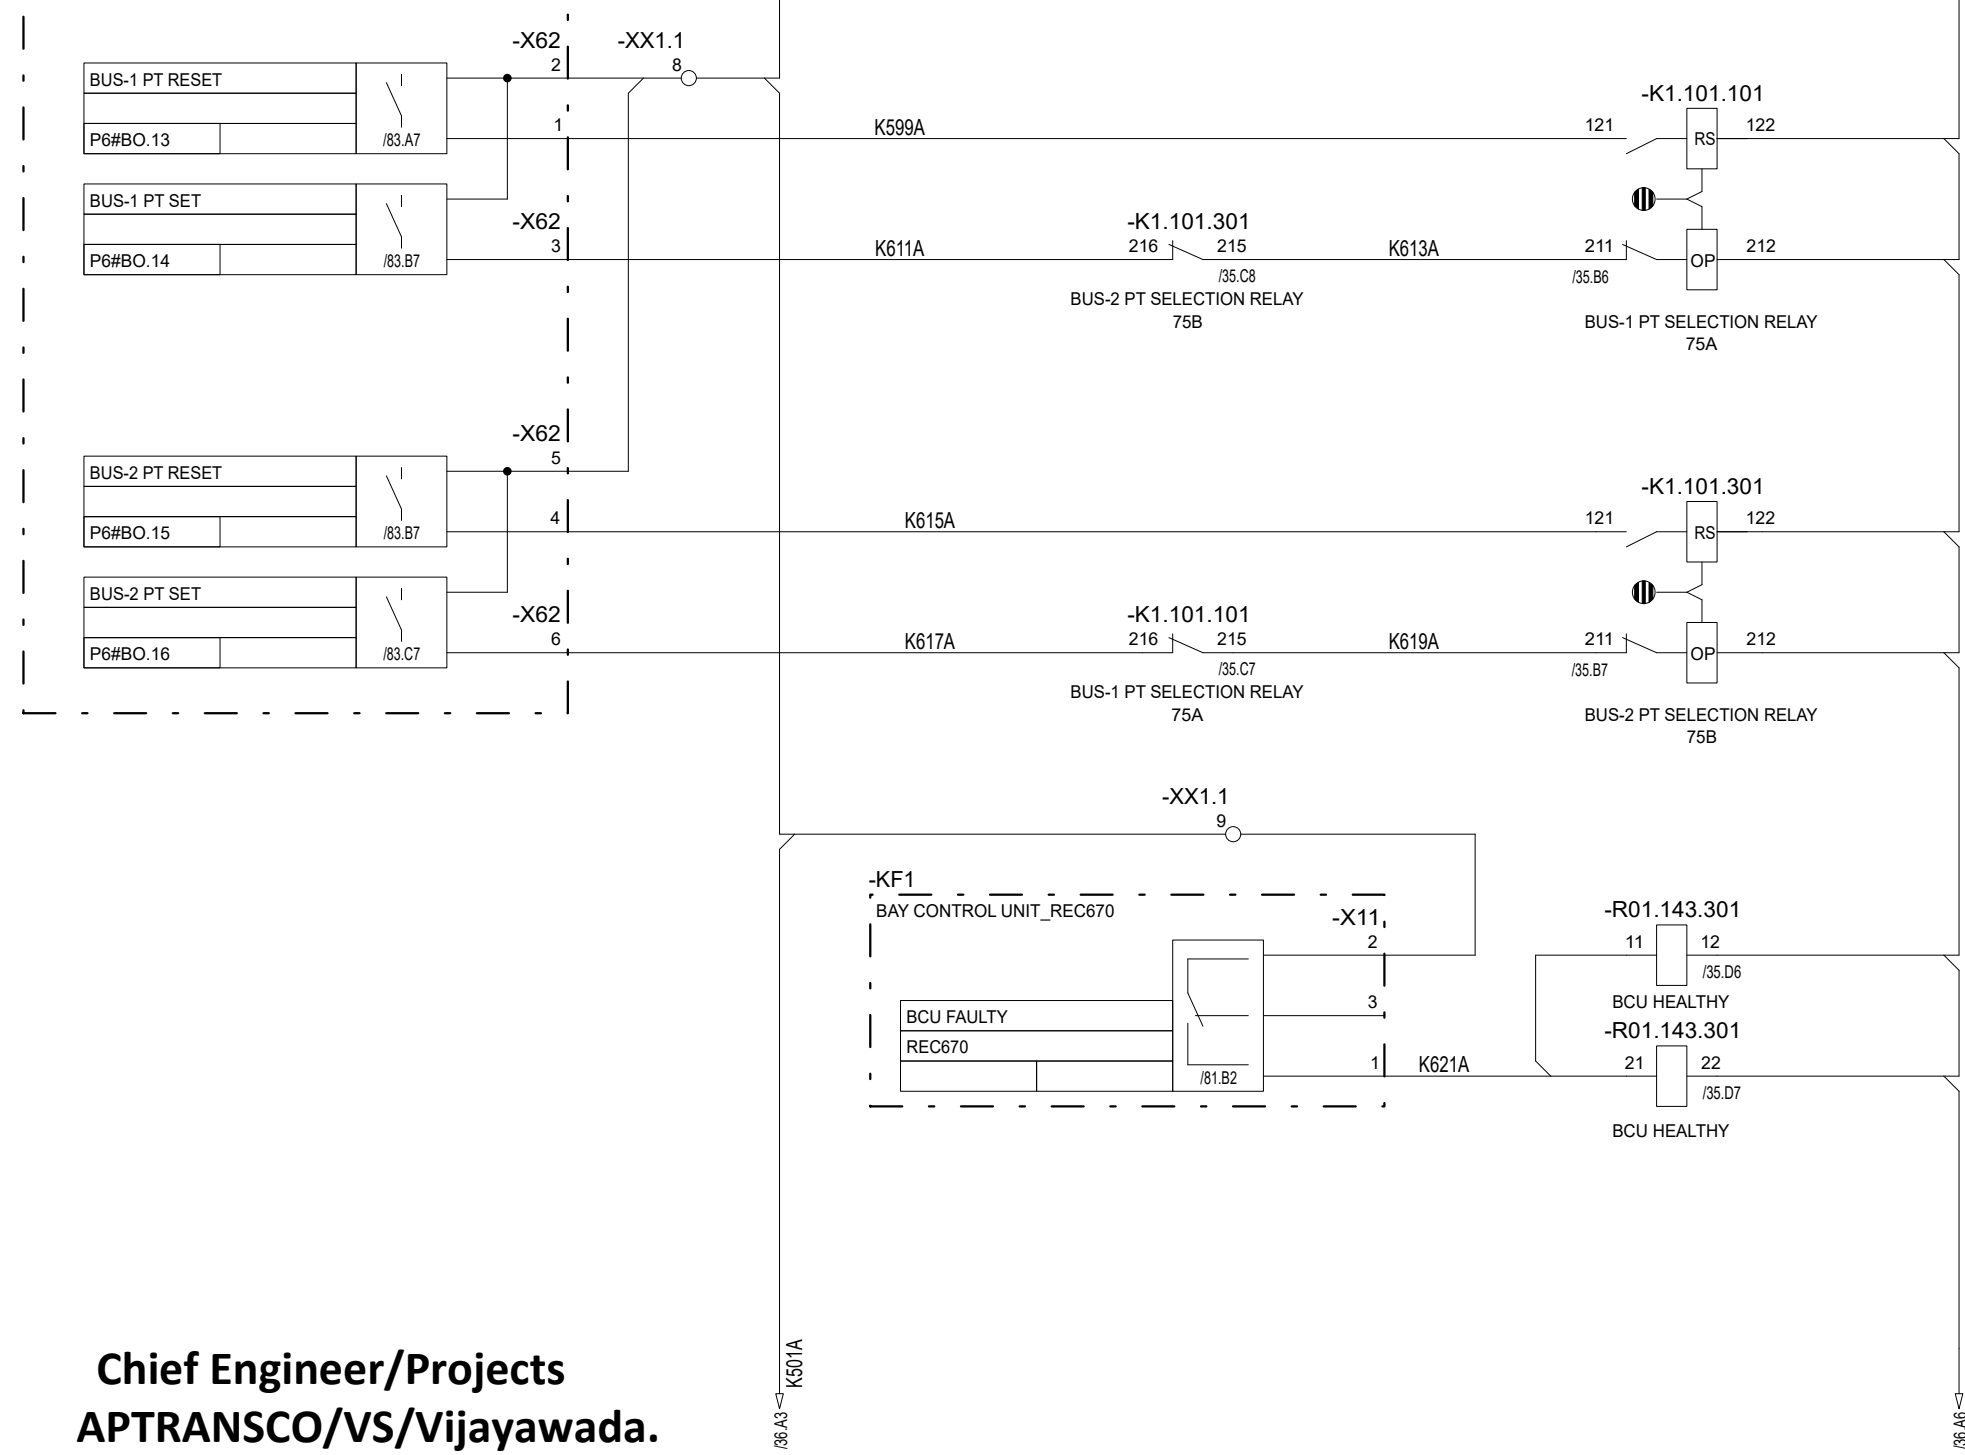 -X62
-XX1.1
2
8
BUS-1 PT RESET
-K1.101.101
1
K599A
121
122
P6#BO.13
/83.A7
RS
BUS-1 PT SET
-X62
-K1.101.301
3
K611A
216
215
K613A
211
212
P6#BO.14
/83.B7
/35.C8
/35.B6
OP
BUS-2 PT SELECTION RELAY
75B
BUS-1 PT SELECTION RELAY
75A
-X62
5
BUS-2 PT RESET
-K1.101.301
4
K615A
121
122
P6#BO.15
/83.B7
RS
BUS-2 PT SET
-X62
-K1.101.101
6
K617A
216
215
K619A
211
212
P6#BO.16
/83.C7
/35.C7
/35.B7
OP
BUS-1 PT SELECTION RELAY
75A
BUS-2 PT SELECTION RELAY
75B
-XX1.1
9
-KF1
BAY CONTROL UNIT_REC670
-X11
-R01.143.301
2
11
12
/35.D6
3
BCU HEALTHY
BCU FAULTY
-R01.143.301
REC670
1
K621A
21
22
/81.B2
/35.D7
BCU HEALTHY
K501A
/36.A3
/36.A6
Chief Engineer/Projects
APTRANSCO/VS/Vijayawada.